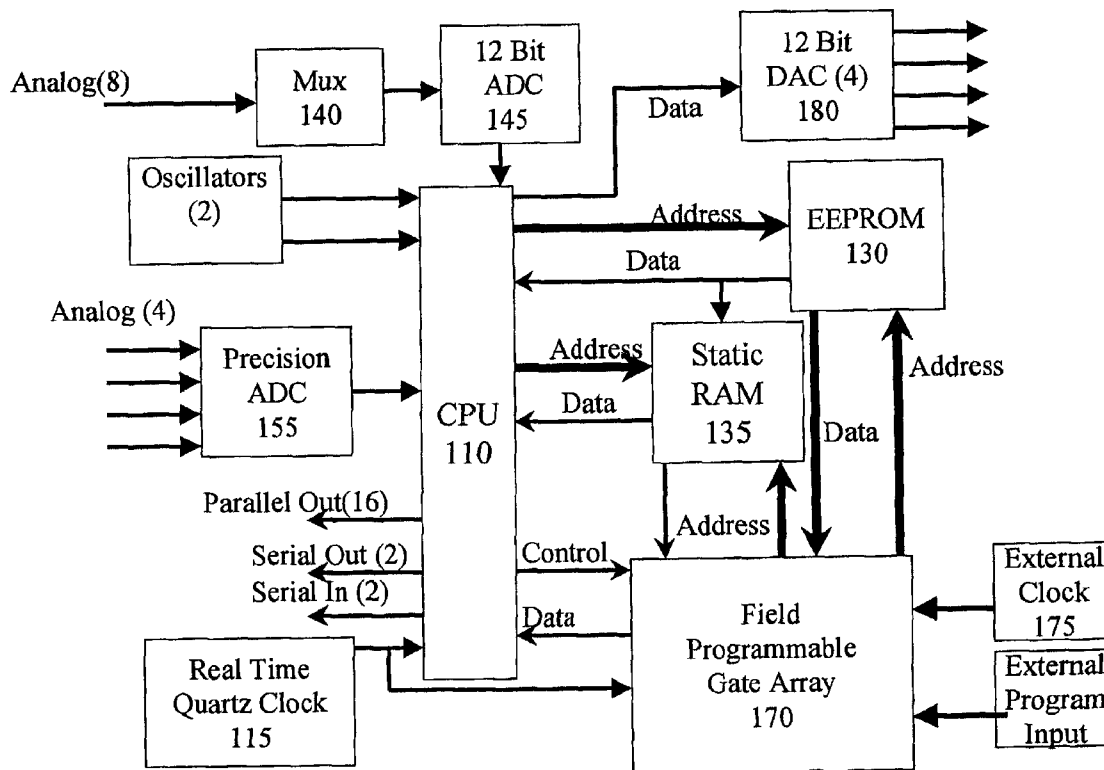 Analog(8)
Mux
140
12 Bit
ADC
145
Data
12 Bit
DAC (4)
180
Oscillators
(2)
Address
EEPROM
130
Data
Analog (4)
Precision
ADC
155
CPU
110
Address
Static
RAM
135
Data
Address
Data
Parallel Out(16)
Address
Serial Out (2)
Control
Serial In (2)
Data
Field
Programmable
Gate Array
170
External
Clock
175
Real Time
Quartz Clock
115
External
Program
Input